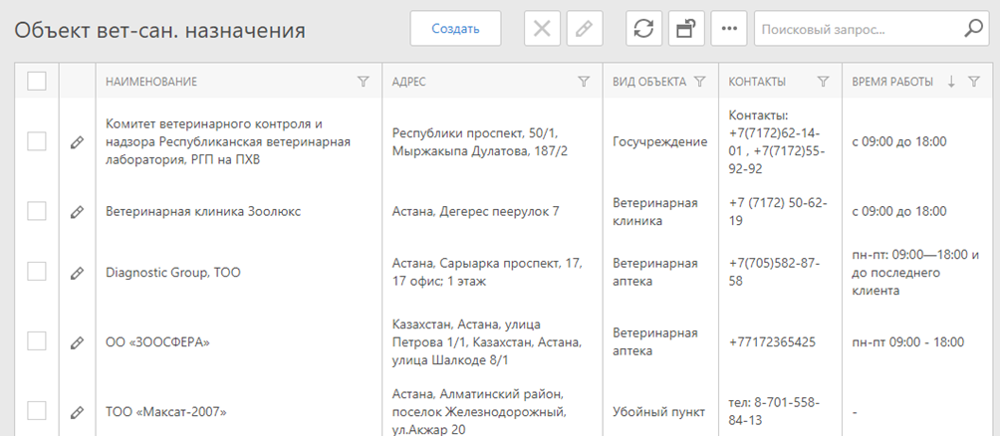 Объект вет-сан. назначения
Создать
Поисковый запрос...
НАИМЕНОВАНИЕ
АДРЕС
ВИД ОБЪЕКТА
КОНТАКТЫ
ВРЕМЯ РАБОТЫ
Комитет ветеринарного контроля и
надзора Республиканская ветеринарная
лаборатория, РГП на ПХВ
Республики проспект, 50/1,
Мыржакыпа Дулатова, 187/2
Госучреждение
Контакты:
+7(7172)62-14-
01 , +7(7172)55-
92-92
с 09:00 до 18:00
Ветеринарная клиника Зоолюкс
Астана, Дегерес пеерулок 7
Ветеринарная
клиника
+7 (7172) 50-62-
19
с 09:00 до 18:00
Diagnostic Group, ТОО
Астана, Сарыарка проспект, 17,
17 офис; 1 этаж
Ветеринарная
аптека
+7(705)582-87-
58
пн-пт: 09:00—18:00 и
до последнего
клиента
ОО «ЗООСФЕРА»
Казахстан, Астана, улица
Петрова 1/1, Казахстан, Астана,
улица Шалкоде 8/1
Ветеринарная
аптека
+77172365425
пн-пт 09:00 - 18:00
ТОО «Максат-2007»
Астана, Алматинский район,
поселок Железнодорожный,
ул.Акжар 20
Убойный пункт
тел: 8-701-558-
84-13
-